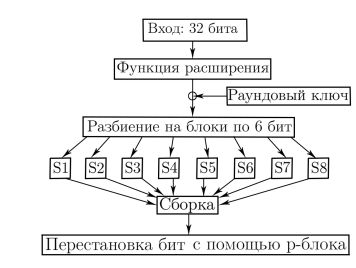 Вход: 32 бита
Функция расширения
Раундовый ключ
Разбиение на блоки по 6 бит
S1 S2 S3 S4 S5 S6 S7 S8
Сборка
Перестановка бит с помощью p-блока